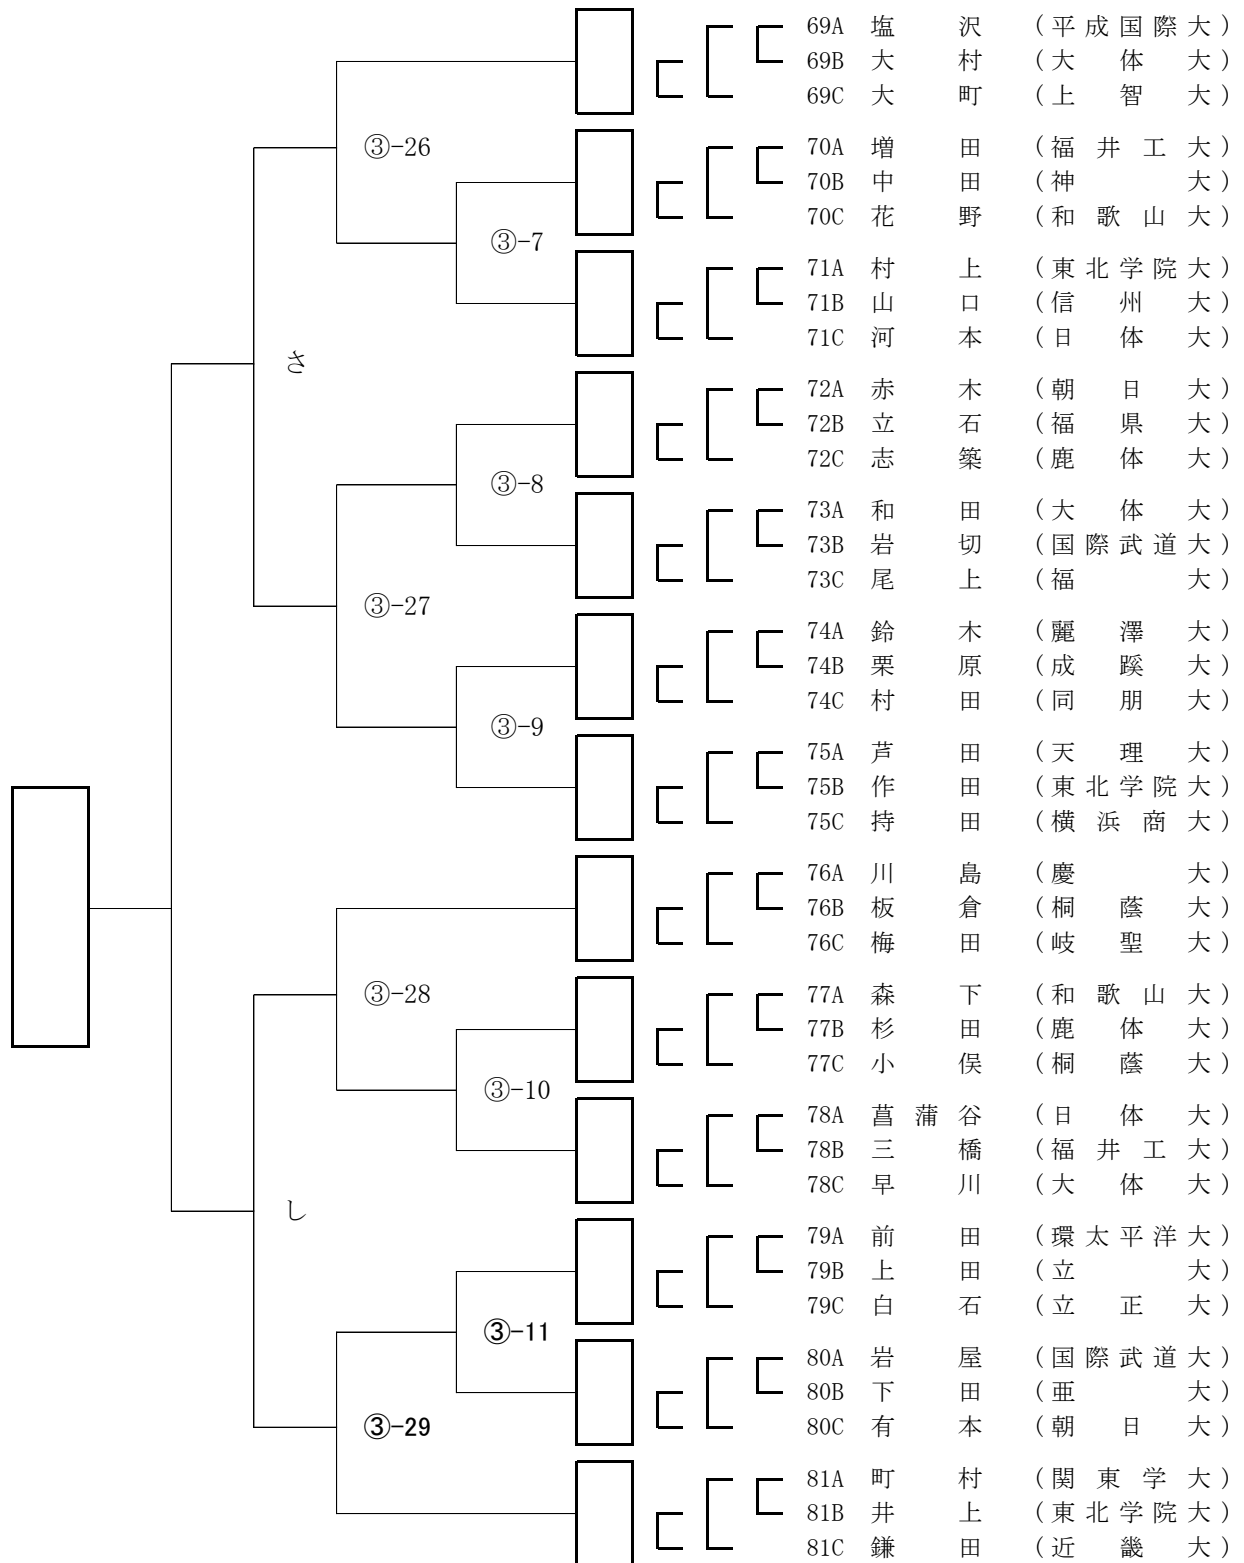 69A 塩沢 (平成国際大)
69B 大村 (大体大)
69C 大町 (上智大)
③-26
70A 増田 (福井工大)
70B 中田 (神大)
70C 花野 (和歌山大)
③-7
71A 村上 (東北学院大)
71B 山口 (信州大)
71C 河本 (日体大)
さ
72A 赤木 (朝日大)
72B 立石 (福県大)
72C 志築 (鹿体大)
③-8
73A 和田 (大体大)
73B 岩切 (国際武道大)
73C 尾上 (福大)
③-27
74A 鈴木 (麗澤大)
74B 栗原 (成蹊大)
74C 村田 (同朋大)
③-9
75A 芦田 (天理大)
75B 作田 (東北学院大)
75C 持田 (横浜商大)
76A 川島 (慶大)
76B 板倉 (桐蔭大)
76C 梅田 (岐聖大)
③-28
77A 森下 (和歌山大)
77B 杉田 (鹿体大)
77C 小俣 (桐蔭大)
③-10
78A 菖蒲谷 (日体大)
78B 三橋 (福井工大)
78C 早川 (大体大)
し
79A 前田 (環太平洋大)
79B 上田 (立大)
79C 白石 (立正大)
③-11
80A 岩屋 (国際武道大)
80B 下田 (亜大)
80C 有本 (朝日大)
③-29
81A 町村 (関東学大)
81B 井上 (東北学院大)
81C 鎌田 (近畿大)